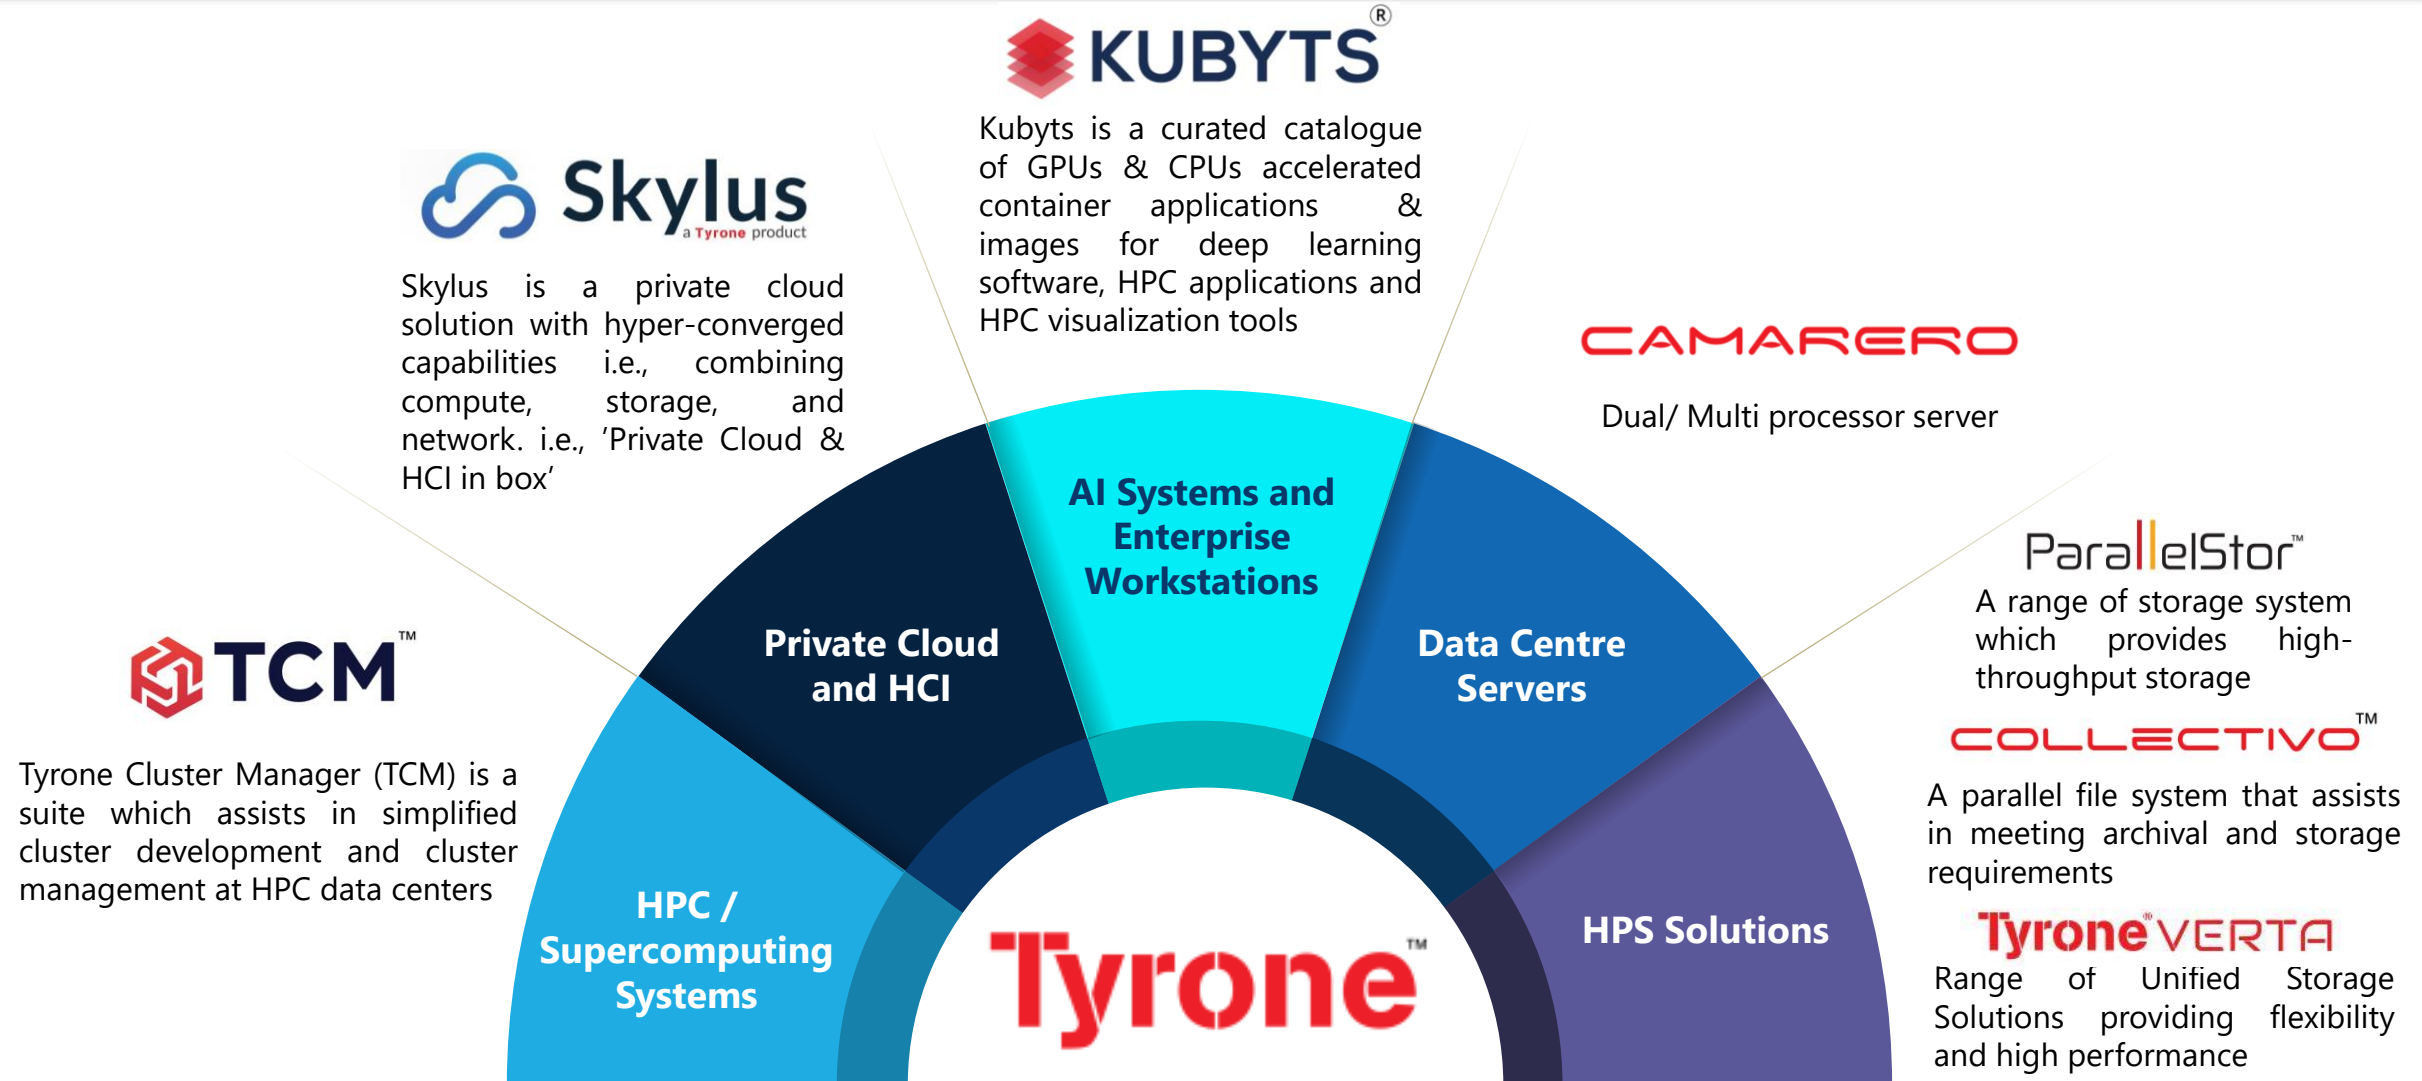 KUBYTS®
Kubyts is a curated catalogue
of GPUs & CPUs accelerated
container applications &
images for deep learning
software, HPC applications and
HPC visualization tools
Skylus
a Tyrone product
Skylus is a private cloud
solution with hyper-converged
capabilities i.e., combining
compute, storage, and
network. i.e., ’Private Cloud &
HCI in box’
CAMARERO
Dual/ Multi processor server
TCM™
Tyrone Cluster Manager (TCM) is a
suite which assists in simplified
cluster development and cluster
management at HPC data centers
ParallelStor™
A range of storage system
which provides high-
throughput storage
COLLECTIVO™
A parallel file system that assists
in meeting archival and storage
requirements
Tyrone® VERTA
Range of Unified Storage
Solutions providing flexibility
and high performance
HPC /
Supercomputing
Systems
Private Cloud
and HCI
AI Systems and
Enterprise
Workstations
Data Centre
Servers
HPS Solutions
Tyrone™